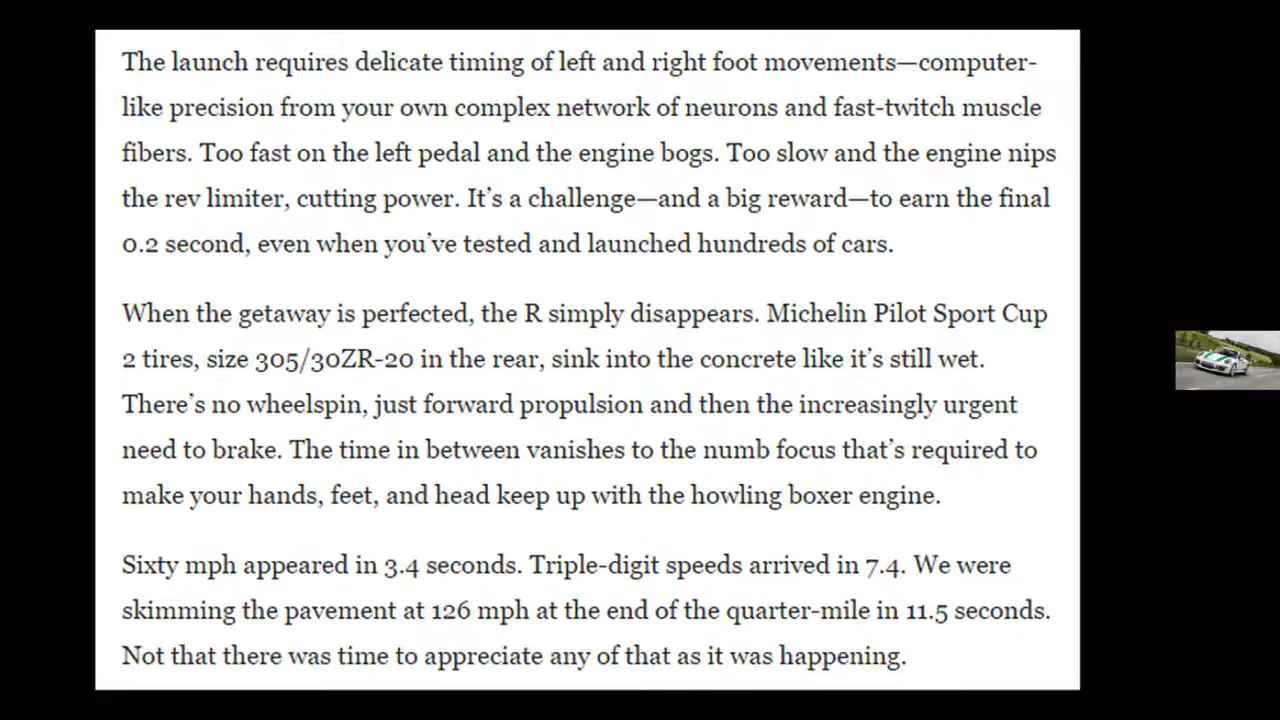 The launch requires delicate timing of left and right foot movements—computer-
like precision from your own complex network of neurons and fast-twitch muscle
fibers. Too fast on the left pedal and the engine bogs. Too slow and the engine nips
the rev limiter, cutting power. It’s a challenge—and a big reward—to earn the final
0.2 second, even when you’ve tested and launched hundreds of cars.
When the getaway is perfected, the R simply disappears. Michelin Pilot Sport Cup
2 tires, size 305/30ZR-20 in the rear, sink into the concrete like it’s still wet.
There’s no wheelspin, just forward propulsion and then the increasingly urgent
need to brake. The time in between vanishes to the numb focus that’s required to
make your hands, feet, and head keep up with the howling boxer engine.
Sixty mph appeared in 3.4 seconds. Triple-digit speeds arrived in 7.4. We were
skimming the pavement at 126 mph at the end of the quarter-mile in 11.5 seconds.
Not that there was time to appreciate any of that as it was happening.